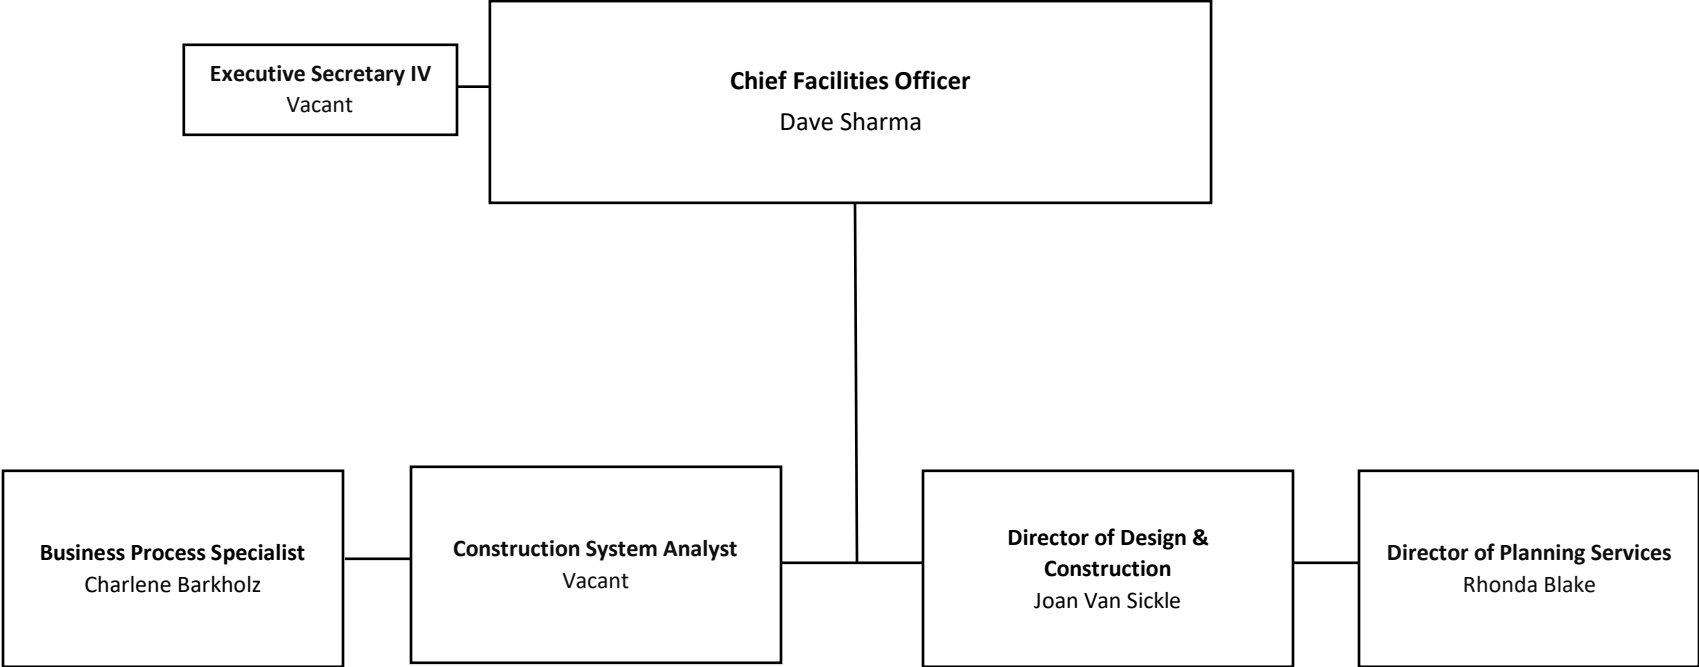 Executive Secretary IV
Vacant
Chief Facilities Officer
Dave Sharma
Business Process Specialist
Charlene Barkholz
Construction System Analyst
Vacant
Director of Design &
Construction
Joan Van Sickle
Director of Planning Services
Rhonda Blake